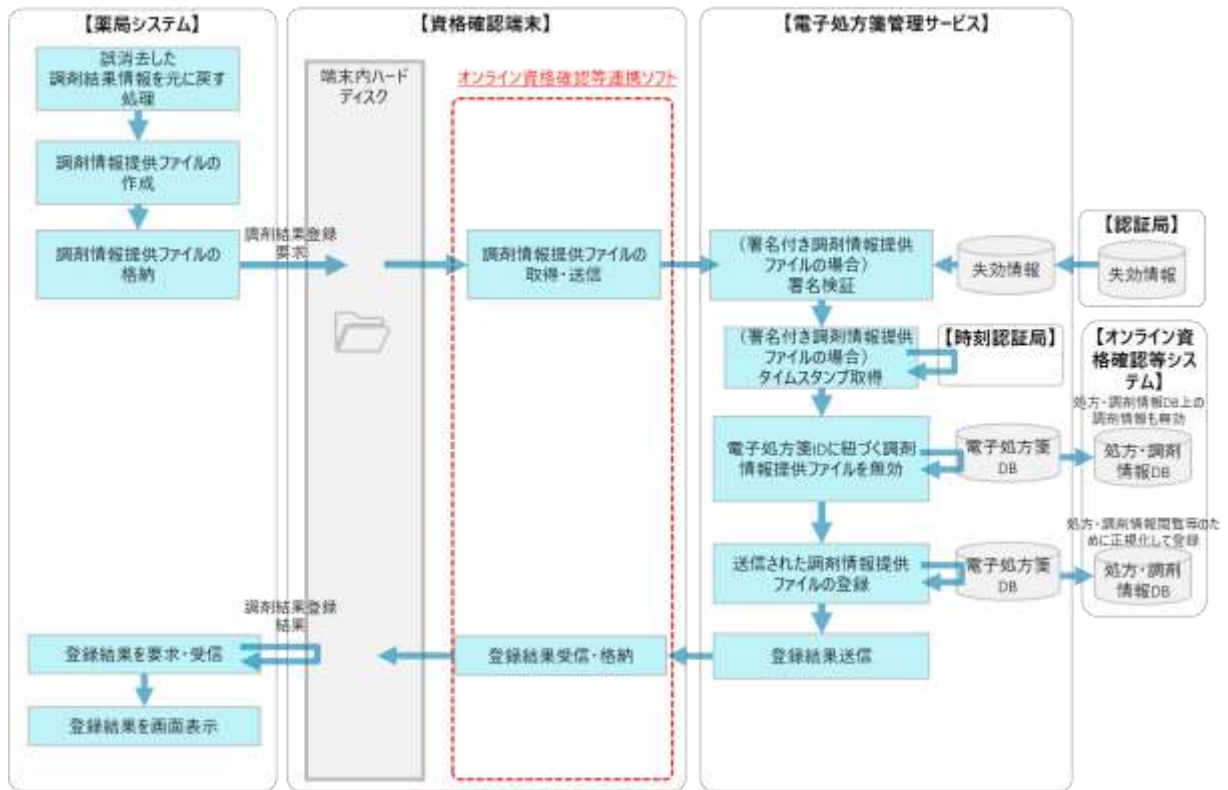 【薬局システム】
誤消去した
調剤結果情報を元に戻す
処理
調剤情報提供ファイルの
作成
調剤情報提供ファイルの
格納
調剤結果登録
要求
【資格確認端末】
端末内ハード
ディスク
オンライン資格確認等連携ソフト
調剤情報提供ファイルの
取得・送信
【電子処方箋管理サービス】
(署名付き調剤情報提供
ファイルの場合)
署名検証
失効情報
【認証局】
失効情報
(署名付き調剤情報提供
ファイルの場合)
タイムスタンプ取得
【時刻認証局】
【オンライン資
格確認等シス
テム】
処方・調剤情報DB上の
調剤情報も無効
電子処方箋IDに紐づく調剤
情報提供ファイルを無効
電子処方箋
DB
処方・調剤
情報DB
処方・調剤情報閲覧等のた
めに正規化して登録
送信された調剤情報提供
ファイルの登録
電子処方箋
DB
処方・調剤
情報DB
登録結果送信
登録結果受信・格納
調剤結果登録
結果
登録結果を要求・受信
登録結果を画面表示